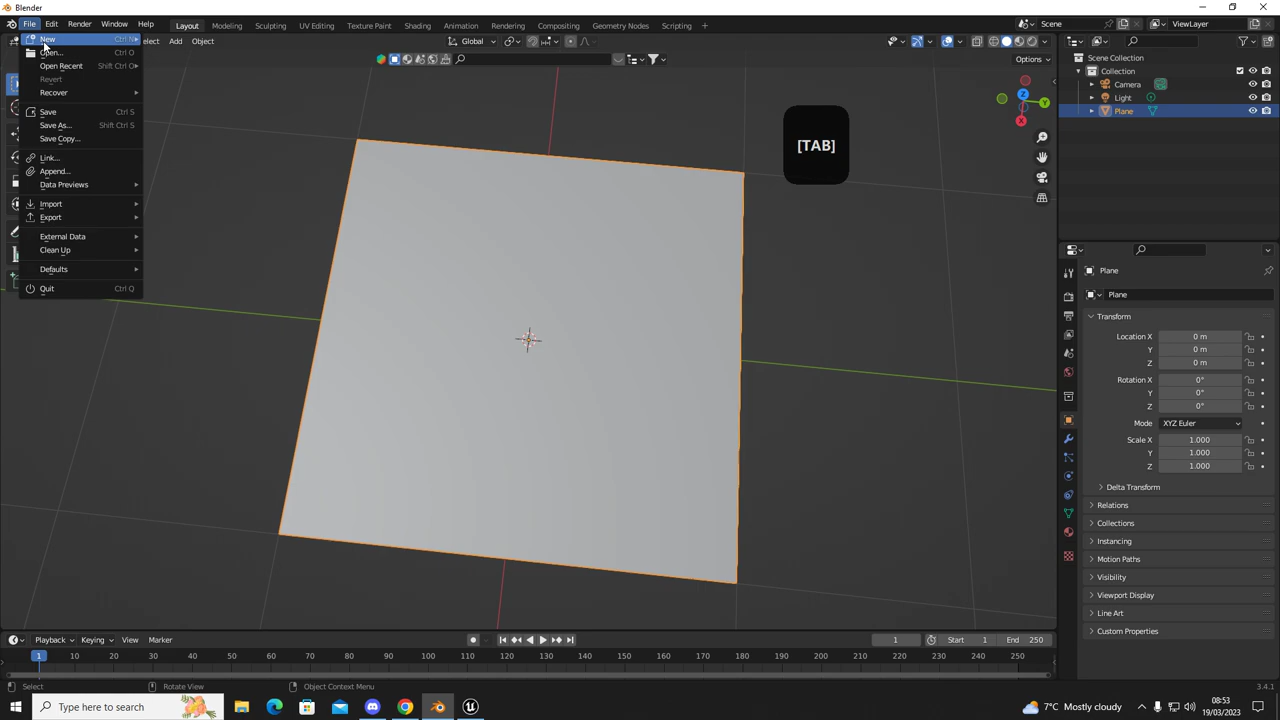 Blender
File Edit Render Window Help Layout Modeling Sculpting UV Editing Texture Paint Shading Animation Rendering Compositing Geometry Nodes Scripting + Scene ViewLayer
New Ctrl N
Open... Ctrl O
Open Recent Shift Ctrl O
Revert
Recover
Save Ctrl S
Save As... Shift Ctrl S
Save Copy...
Link...
Append...
Data Previews
Import
Export
External Data
Clean Up
Defaults
Quit Ctrl Q
Add Object
Global
Options
[TAB]
Z
Y
X
Scene Collection
Collection
Camera
Light
Plane
Plane
Plane
Transform
Location X 0 m
Y 0 m
Z 0 m
Rotation X 0°
Y 0°
Z 0°
Mode XYZ Euler
Scale X 1.000
Y 1.000
Z 1.000
Delta Transform
Relations
Collections
Instancing
Motion Paths
Visibility
Viewport Display
Line Art
Custom Properties
Playback Keying View Marker 1 Start 1 End 250
1 10 20 30 40 50 60 70 80 90 100 110 120 130 140 150 160 170 180 190 200 210 220 230 240 250
Select Rotate View Object Context Menu 3.4.1
Type here to search
7°C Mostly cloudy
08:53
19/03/2023